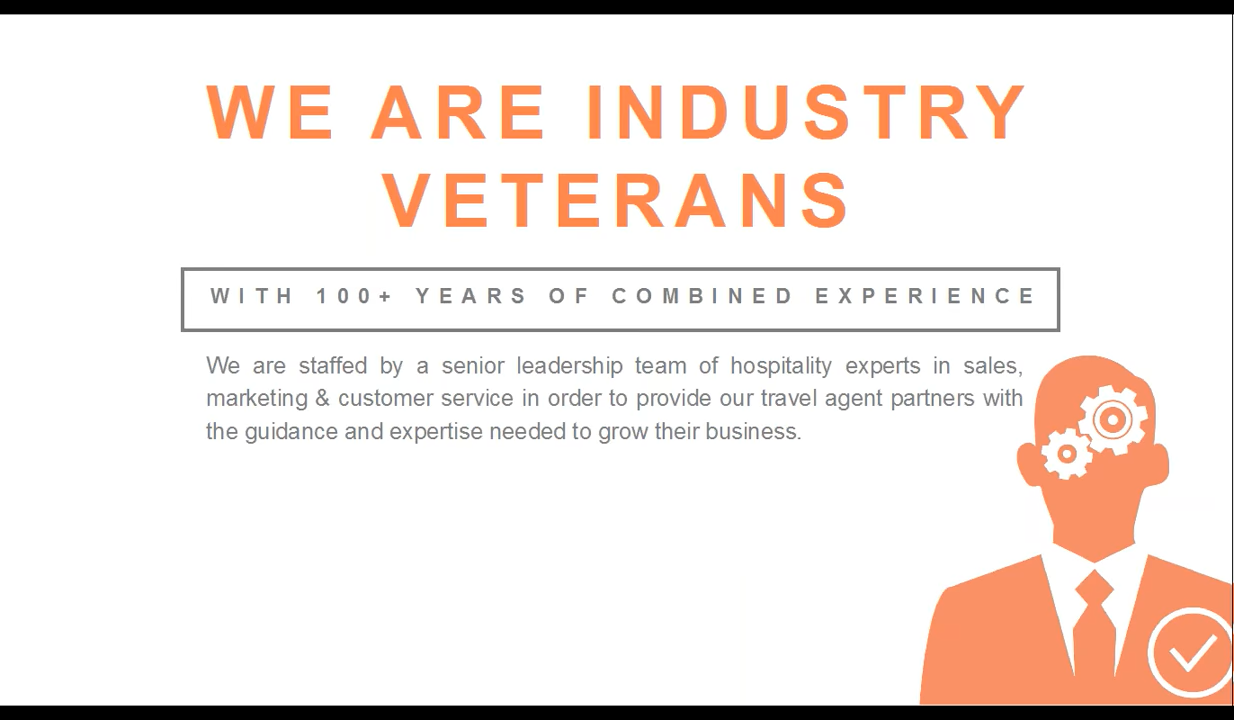 WE ARE INDUSTRY
VETERANS
WITH 100+ YEARS OF COMBINED EXPERIENCE
We are staffed by a senior leadership team of hospitality experts in sales,
marketing & customer service in order to provide our travel agent partners with
the guidance and expertise needed to grow their business.